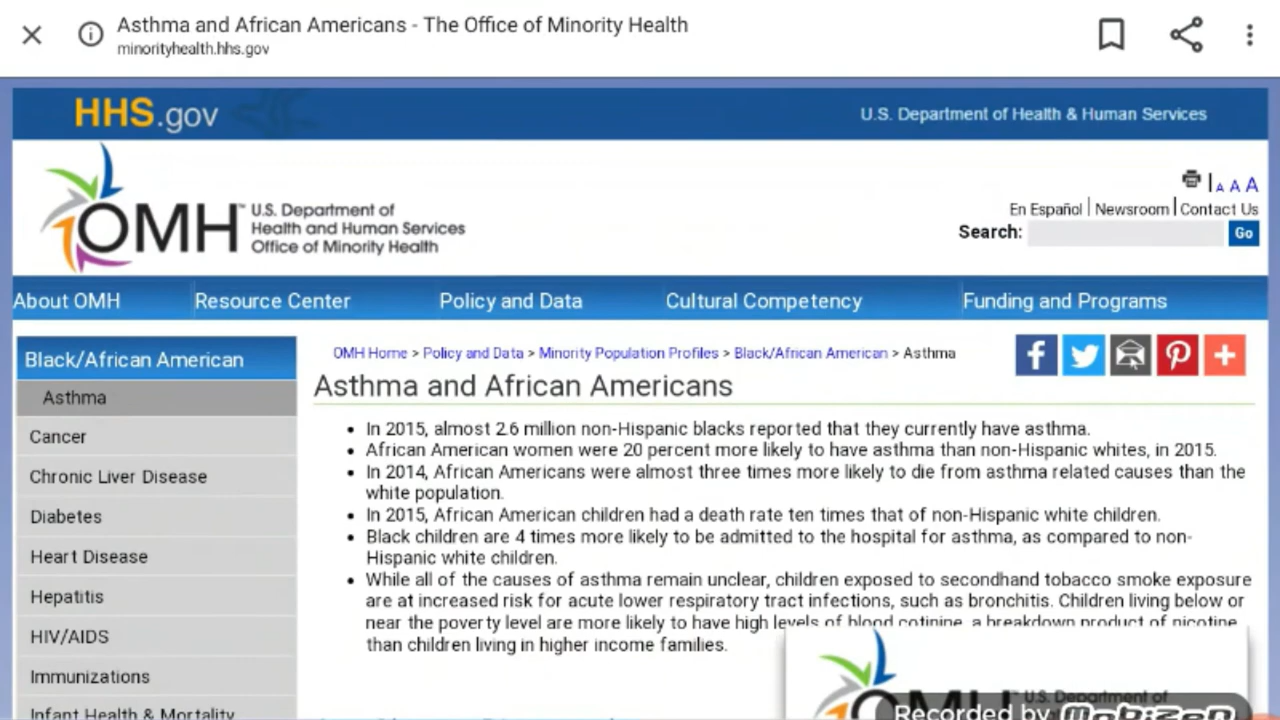 Asthma and African Americans - The Office of Minority Health
minorityhealth.hhs.gov
HHS.gov
U.S. Department of Health & Human Services
OMH™
U.S. Department of
Health and Human Services
Office of Minority Health
A A A
En Español | Newsroom | Contact Us
Search:
Go
About OMH
Resource Center
Policy and Data
Cultural Competency
Funding and Programs
Black/African American
Asthma
Cancer
Chronic Liver Disease
Diabetes
Heart Disease
Hepatitis
HIV/AIDS
Immunizations
Infant Health & Mortality
OMH Home > Policy and Data > Minority Population Profiles > Black/African American > Asthma
Asthma and African Americans
• In 2015, almost 2.6 million non-Hispanic blacks reported that they currently have asthma.
• African American women were 20 percent more likely to have asthma than non-Hispanic whites, in 2015.
• In 2014, African Americans were almost three times more likely to die from asthma related causes than the
white population.
• In 2015, African American children had a death rate ten times that of non-Hispanic white children.
• Black children are 4 times more likely to be admitted to the hospital for asthma, as compared to non-
Hispanic white children.
• While all of the causes of asthma remain unclear, children exposed to secondhand tobacco smoke exposure
are at increased risk for acute lower respiratory tract infections, such as bronchitis. Children living below or
near the poverty level are more likely to have high levels of blood cotinine, a breakdown product of nicotine,
than children living in higher income families.
OMH
U.S. Department of
Recorded by MOBIZEN